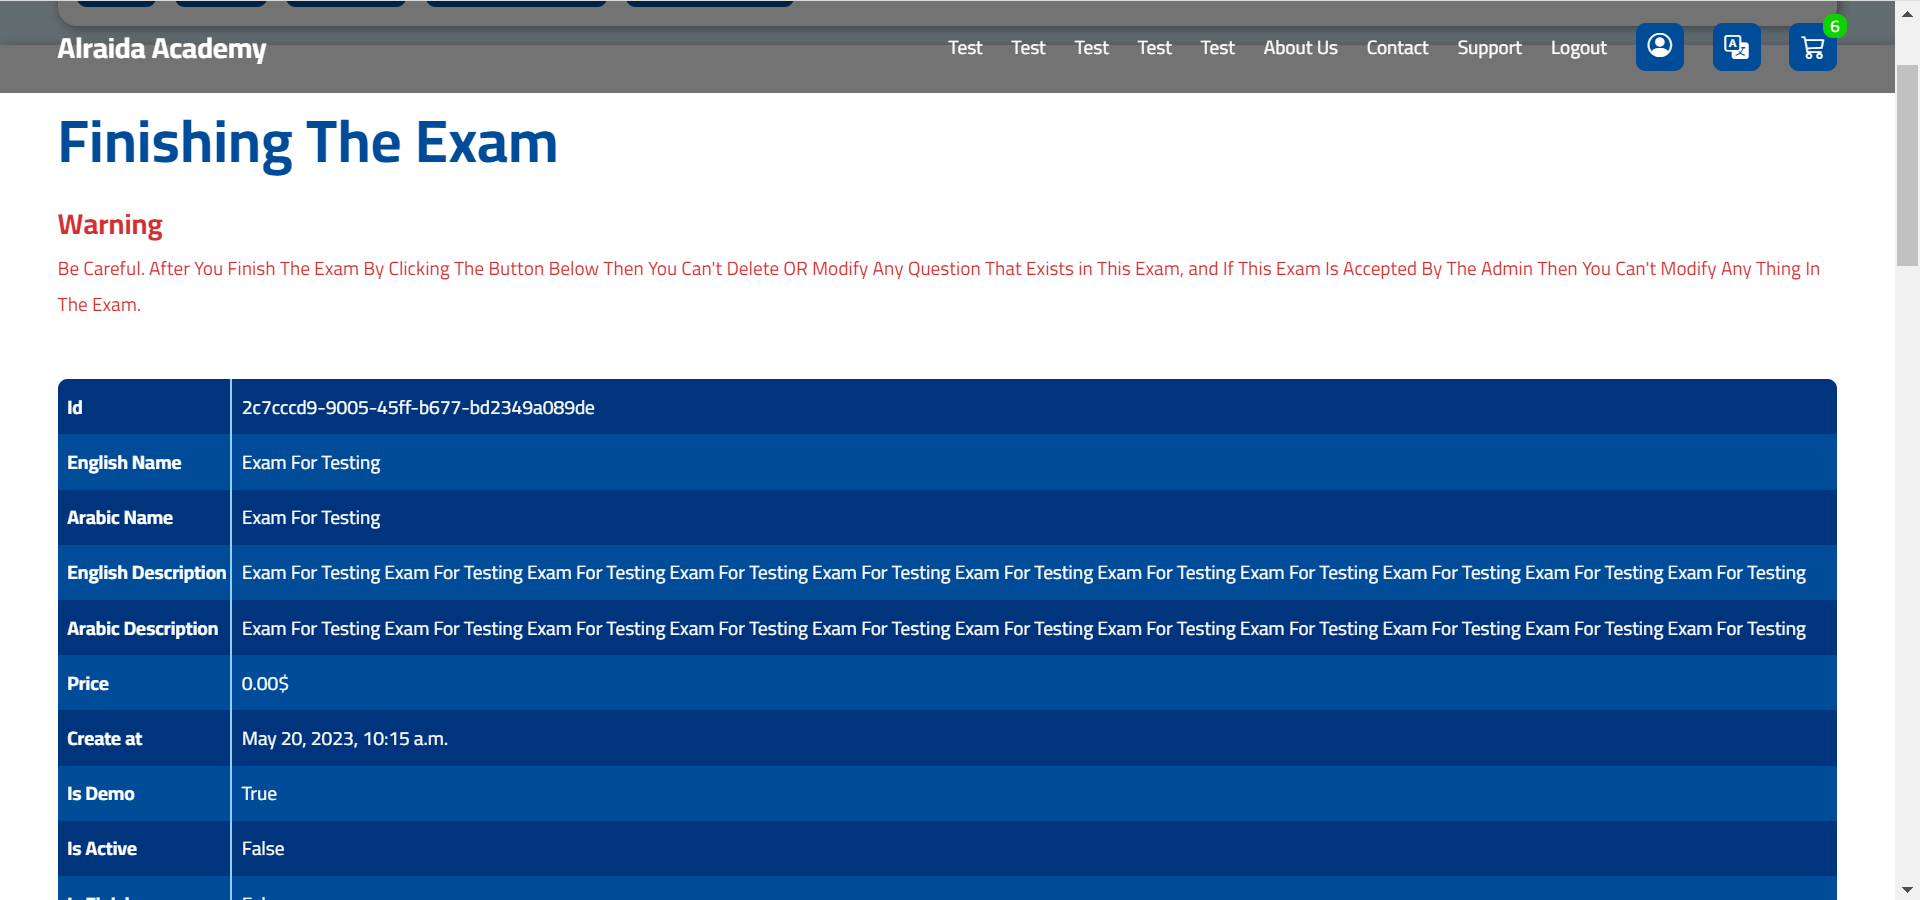 Alraida Academy
Test Test Test Test Test About Us Contact Support Logout
6
Finishing The Exam
Warning
Be Careful. After You Finish The Exam By Clicking The Button Below Then You Can't Delete OR Modify Any Question That Exists in This Exam, and If This Exam Is Accepted By The Admin Then You Can't Modify Any Thing In
The Exam.
Id 2c7cccd9-9005-45ff-b677-bd2349a089de
English Name Exam For Testing
Arabic Name Exam For Testing
English Description Exam For Testing Exam For Testing Exam For Testing Exam For Testing Exam For Testing Exam For Testing Exam For Testing Exam For Testing Exam For Testing Exam For Testing Exam For Testing
Arabic Description Exam For Testing Exam For Testing Exam For Testing Exam For Testing Exam For Testing Exam For Testing Exam For Testing Exam For Testing Exam For Testing Exam For Testing Exam For Testing
Price 0.00$
Create at May 20, 2023, 10:15 a.m.
Is Demo True
Is Active False